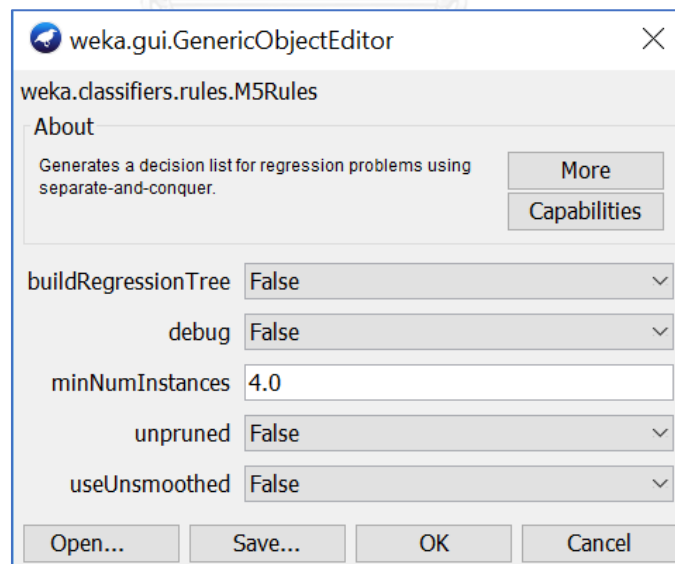 weka.gui.GenericObjectEditor
weka.classifiers.rules.M5Rules
About
Generates a decision list for regression problems using
separate-and-conquer.
More
Capabilities
buildRegressionTree False
debug False
minNumInstances 4.0
unpruned False
useUnsmoothed False
Open... Save... OK Cancel